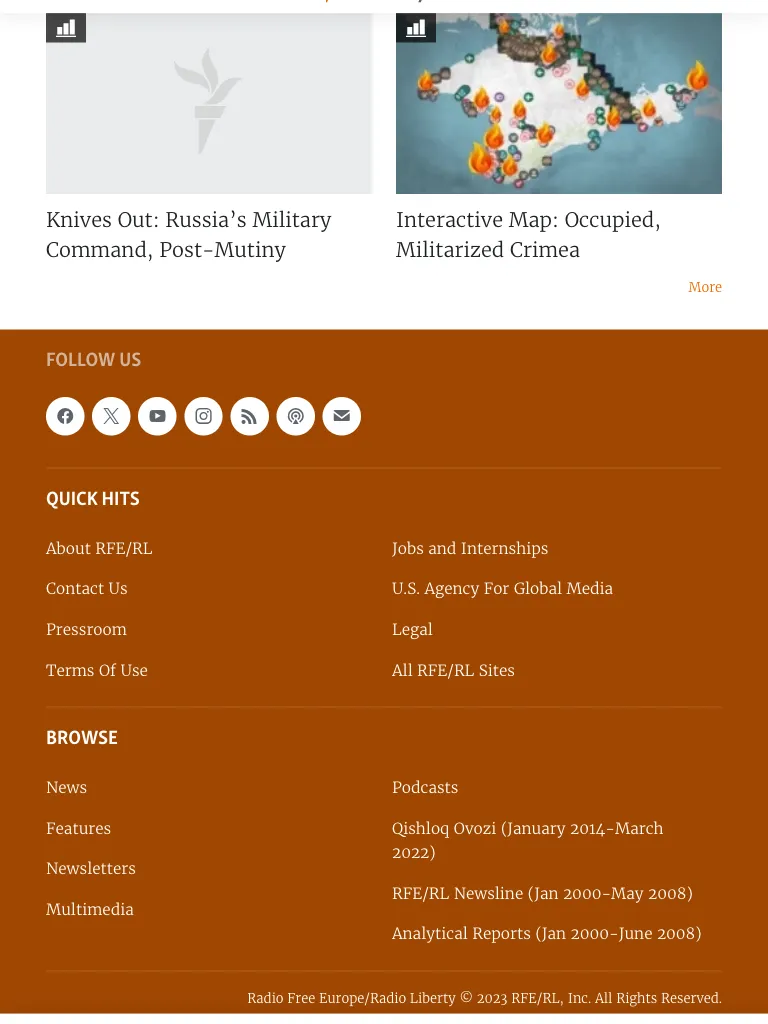 Knives Out: Russia’s Military
Command, Post-Mutiny
Interactive Map: Occupied,
Militarized Crimea
More
FOLLOW US
QUICK HITS
About RFE/RL
Jobs and Internships
Contact Us
U.S. Agency For Global Media
Pressroom
Legal
Terms Of Use
All RFE/RL Sites
BROWSE
News
Podcasts
Features
Qishloq Ovozi (January 2014-March
2022)
Newsletters
RFE/RL Newsline (Jan 2000-May 2008)
Multimedia
Analytical Reports (Jan 2000-June 2008)
Radio Free Europe/Radio Liberty © 2023 RFE/RL, Inc. All Rights Reserved.